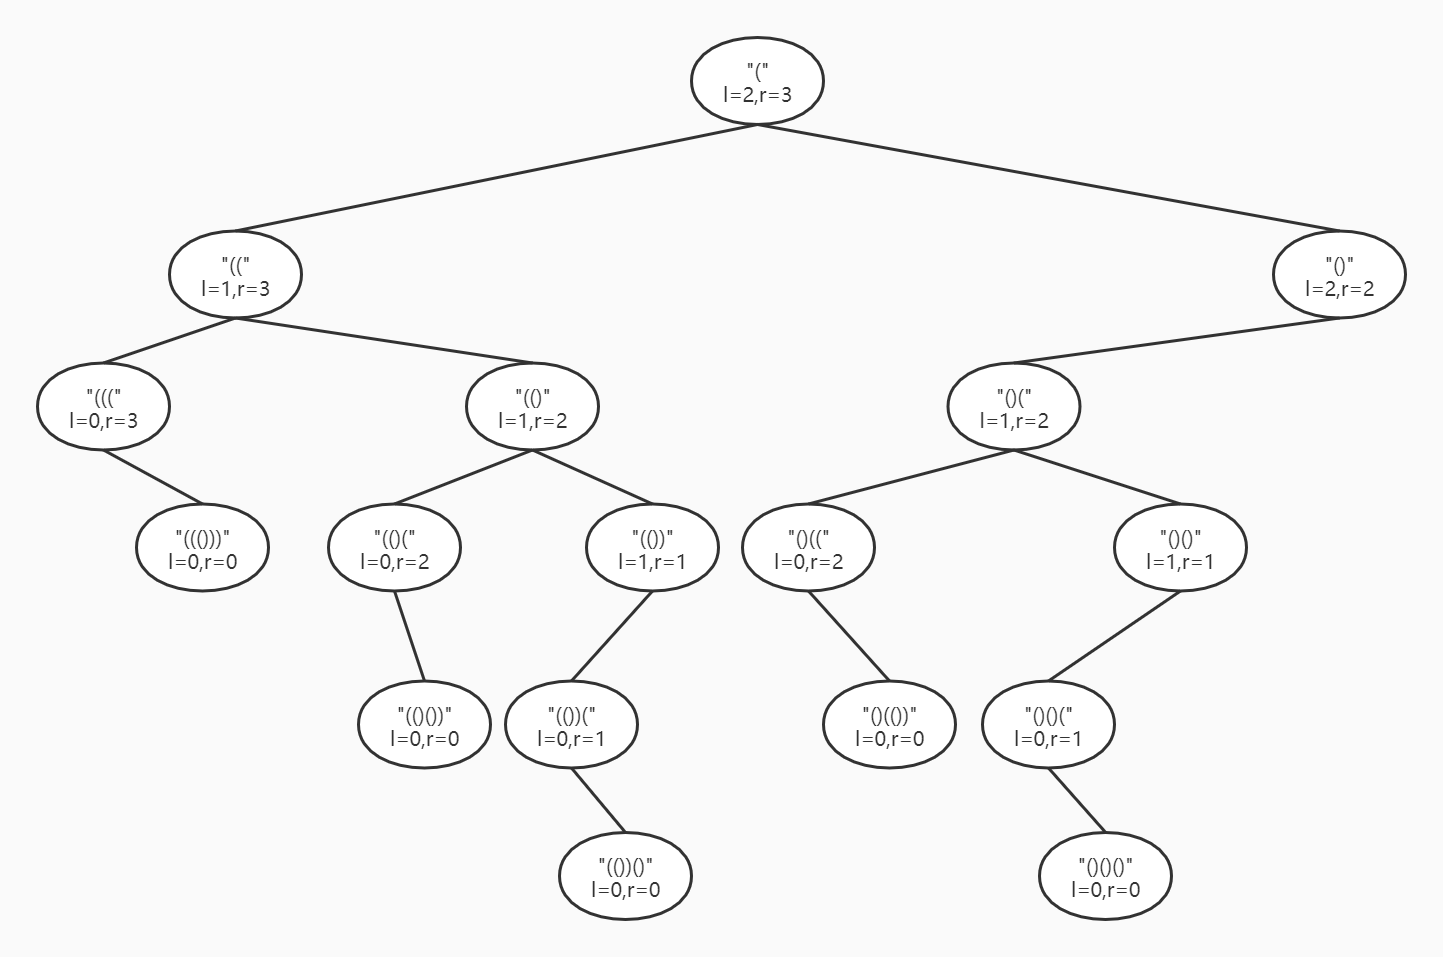 "("
l=2,r=3
"(("
l=1,r=3
"()"
l=2,r=2
"((("
l=0,r=3
"(()"
l=1,r=2
"()("
l=1,r=2
"((()))"
l=0,r=0
"(()("
l=0,r=2
"(())"
l=1,r=1
"()(("
l=0,r=2
"()()"
l=1,r=1
"(()())"
l=0,r=0
"(())("
l=0,r=1
"()(())"
l=0,r=0
"()()("
l=0,r=1
"(())()"
l=0,r=0
"()()()"
l=0,r=0